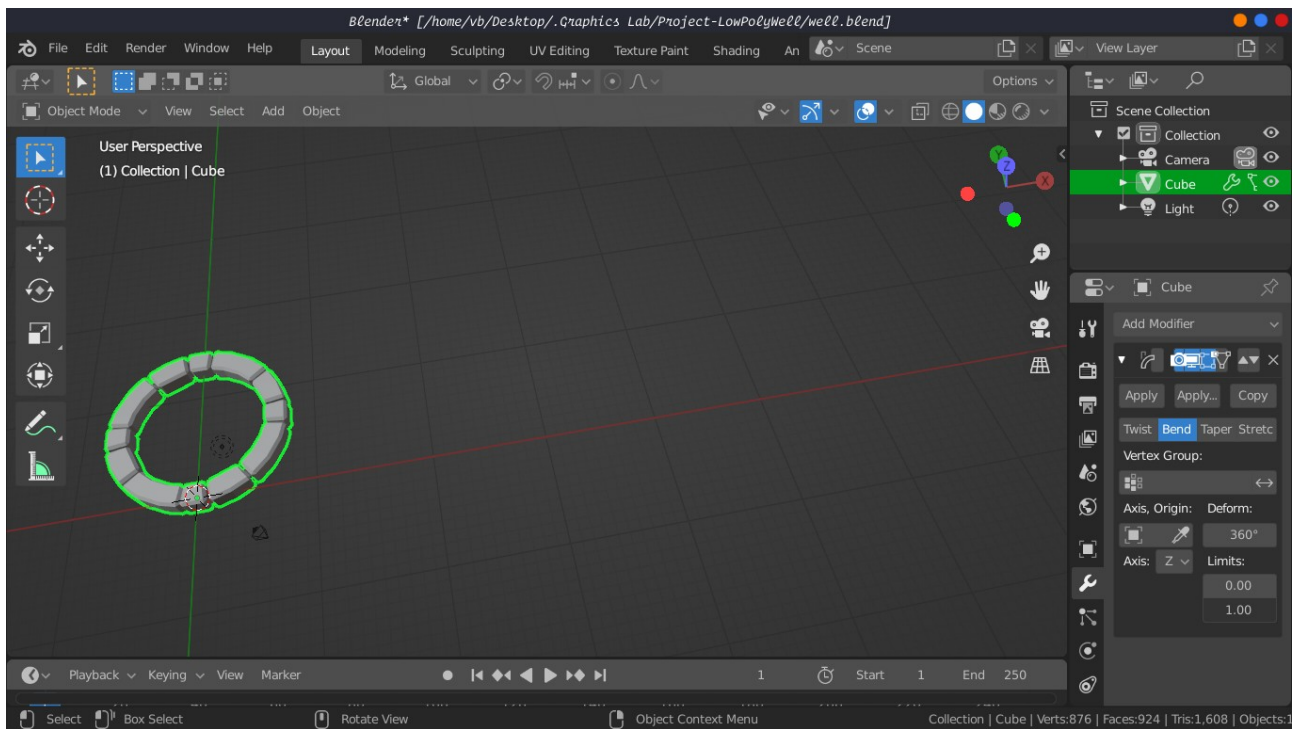 Blender* [/home/vb/Desktop/.Graphics Lab/Project-LowPolyWell/well.blend]
File Edit Render Window Help Layout Modeling Sculpting UV Editing Texture Paint Shading An Scene View Layer
Global Options
Object Mode View Select Add Object
Scene Collection
Collection
Camera
Cube
Light
User Perspective
(1) Collection | Cube
Y
Z
X
Cube
Add Modifier
Apply Apply... Copy
Twist Bend Taper Stretc
Vertex Group:
Axis, Origin: Deform:
360°
Axis: Z Limits:
0.00
1.00
Playback Keying View Marker 1 Start 1 End 250
Select Box Select Rotate View Object Context Menu Collection | Cube | Verts:876 | Faces:924 | Tris:1,608 | Objects:1